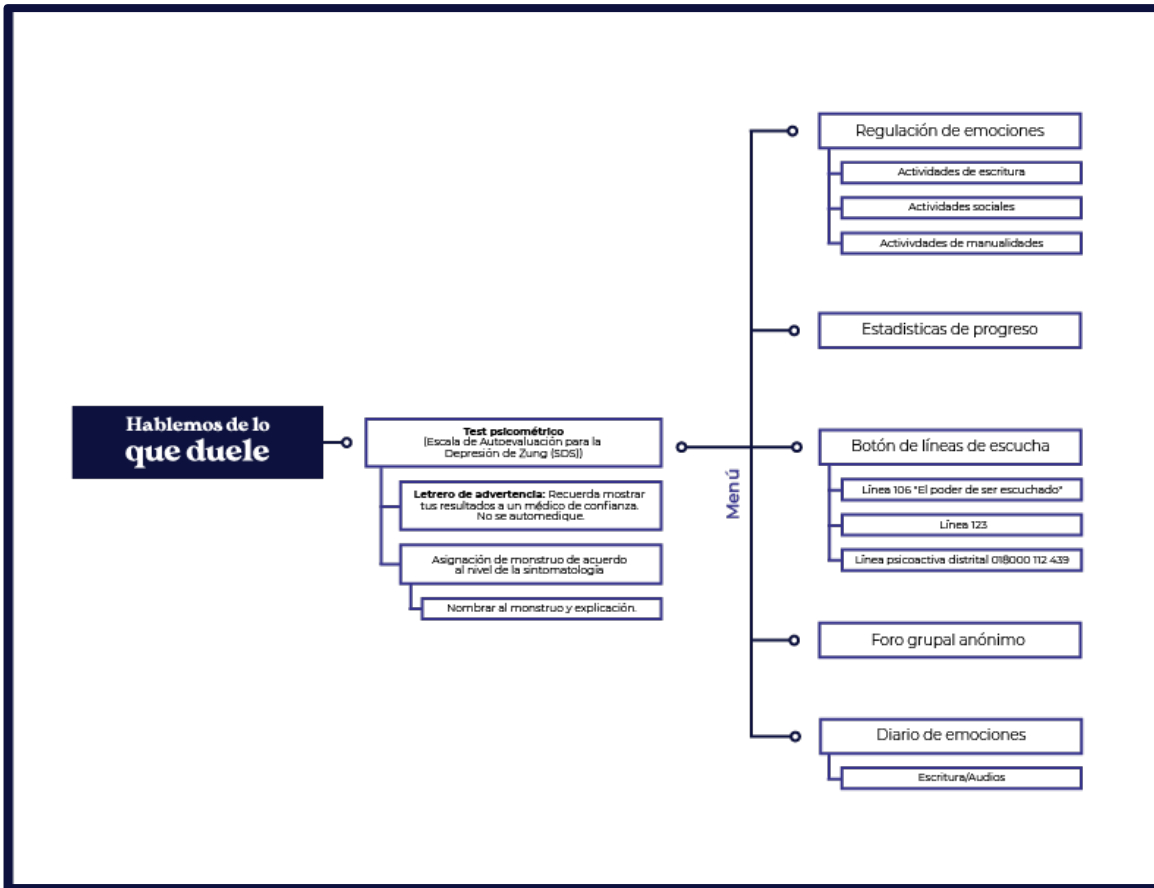 Hablemos de lo
que duele
Test psicométrico
(Escala de Autoevaluación para la
Depresión de Zung (SDS))
Letrero de advertencia: Recuerda mostrar
tus resultados a un médico de confianza.
No se automedique.
Asignación de monstruo de acuerdo
al nivel de la sintomatología
Nombrar al monstruo y explicación.
Menú
Regulación de emociones
Actividades de escritura
Actividades sociales
Activivdades de manualidades
Estadisticas de progreso
Botón de líneas de escucha
Línea 106 "El poder de ser escuchado"
Línea 123
Línea psicoactiva distrital 018000 112 439
Foro grupal anónimo
Diario de emociones
Escritura/Audios